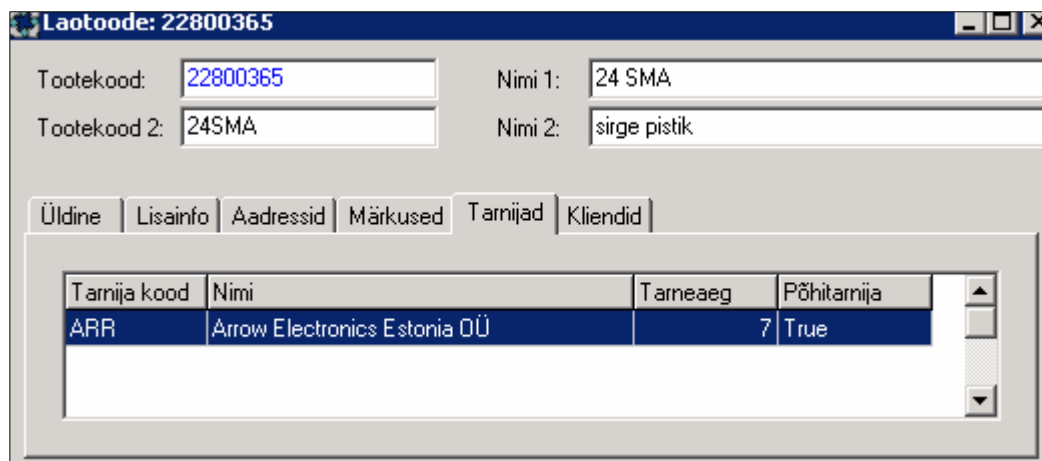 Laotoode: 22800365
Tootekood: 22800365 Nimi 1: 24 SMA
Tootekood 2: 24SMA Nimi 2: sirge pistik
Üldine Lisainfo Aadressid Märkused Tarnijad Kliendid
Tarnija kood Nimi Tarneaeg Põhitarnija
ARR Arrow Electronics Estonia OÜ 7 True